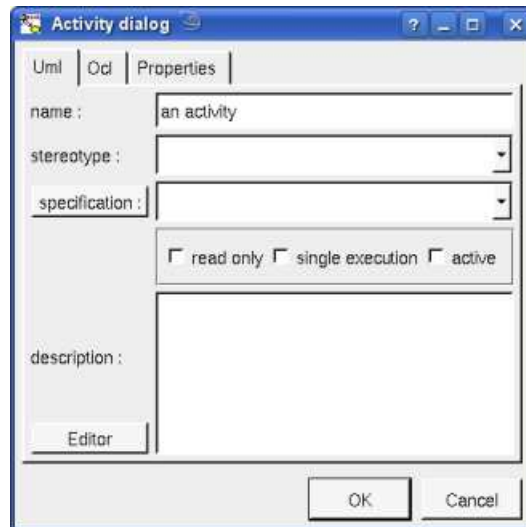 Activity dialog
Uml Ocl Properties
name : an activity
stereotype :
specification :
read only single execution active
description :
Editor
OK Cancel